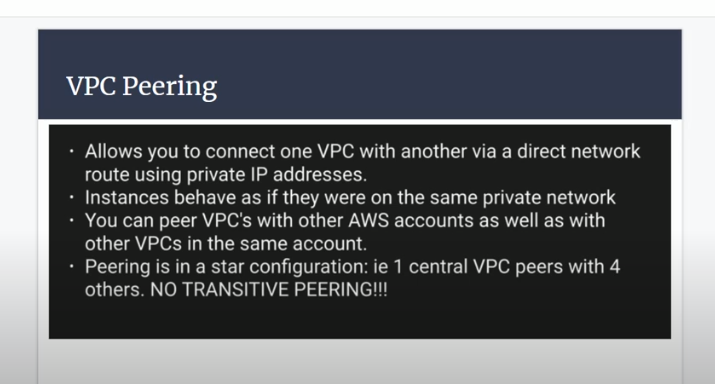 VPC Peering
· Allows you to connect one VPC with another via a direct network
route using private IP addresses.
· Instances behave as if they were on the same private network
· You can peer VPC's with other AWS accounts as well as with
other VPCs in the same account.
· Peering is in a star configuration: ie 1 central VPC peers with 4
others. NO TRANSITIVE PEERING!!!